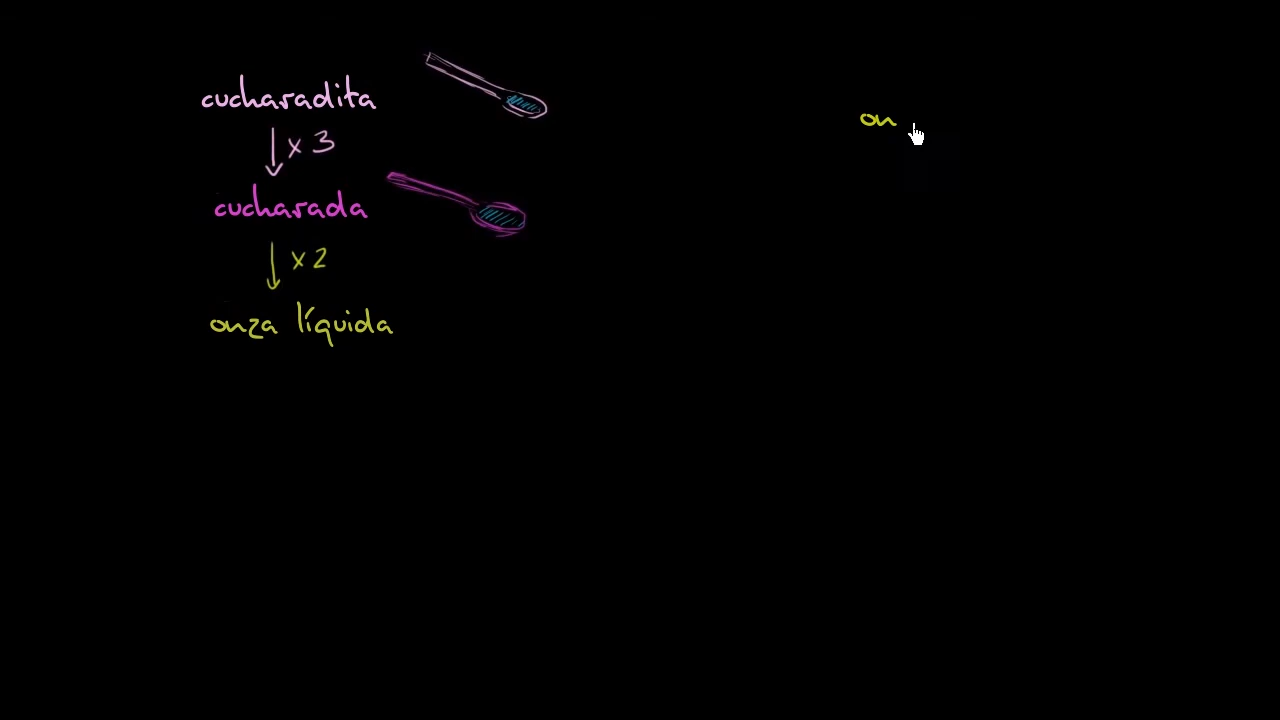 cucharadita
x 3
cucharada
x 2
onza líquida
on